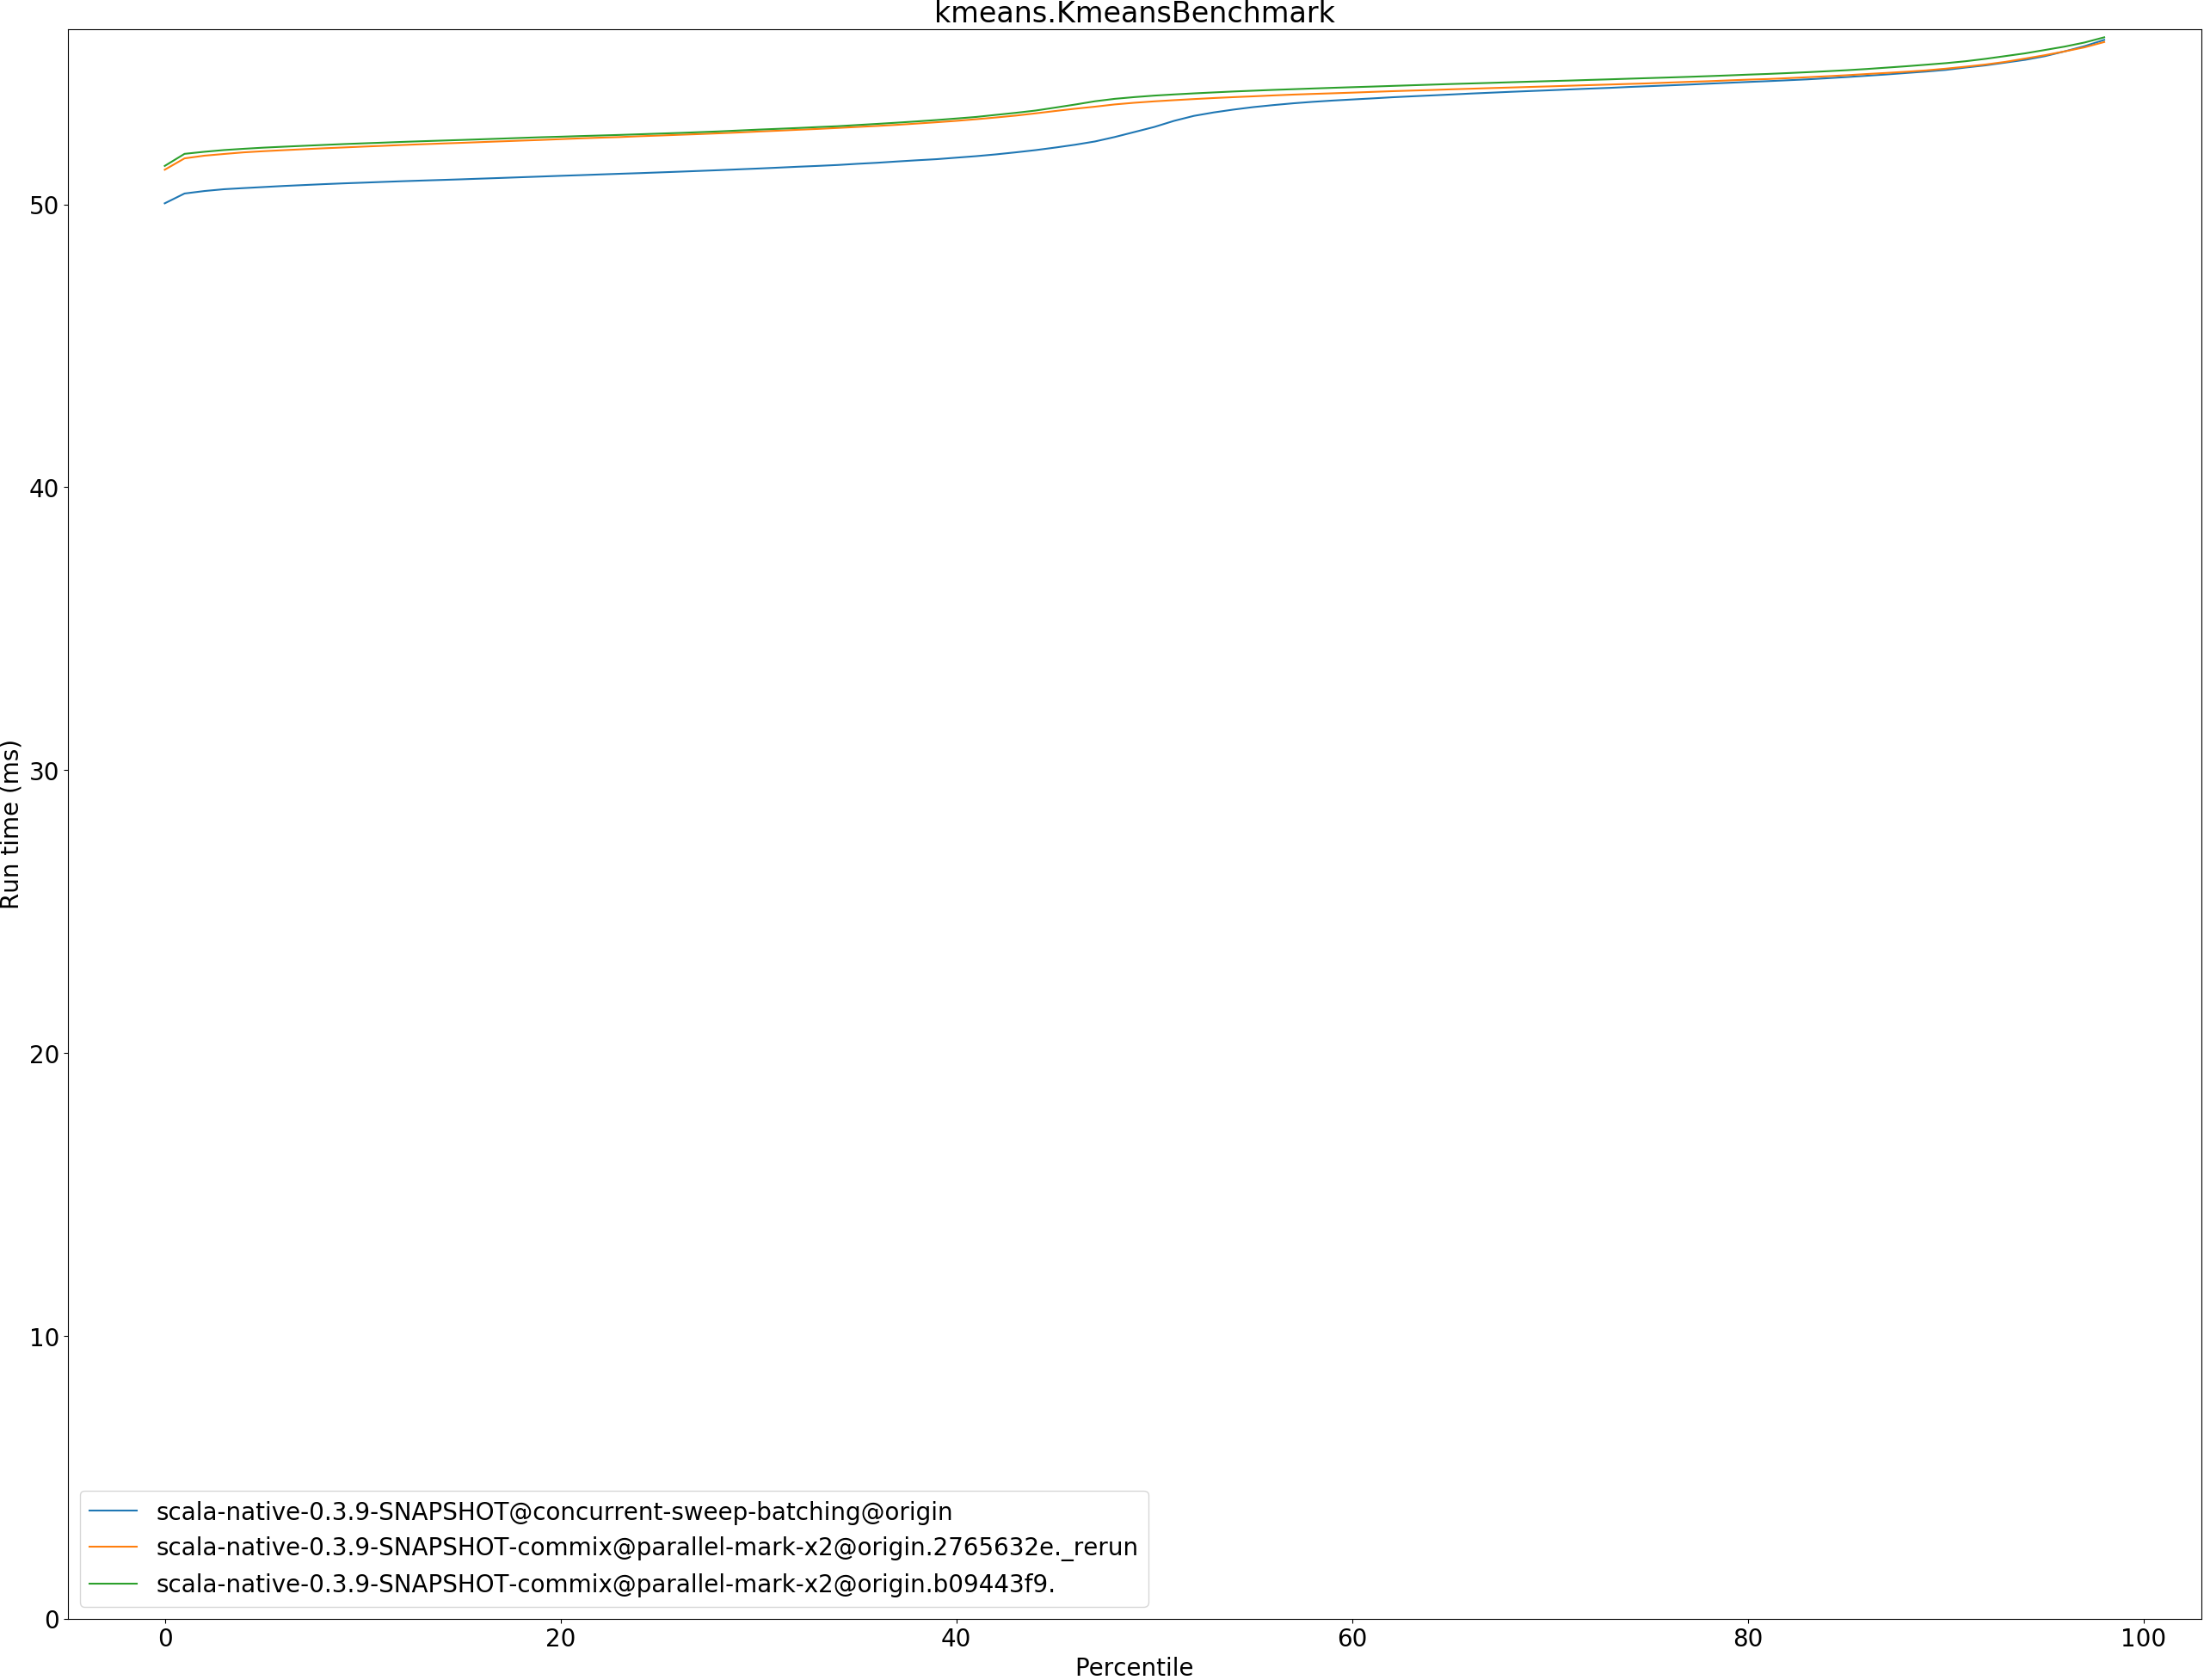 kmeans.KmeansBenchmark
Run time (ms)
50
40
30
20
10
0
scala-native-0.3.9-SNAPSHOT@concurrent-sweep-batching@origin
scala-native-0.3.9-SNAPSHOT-commix@parallel-mark-x2@origin.2765632e._rerun
scala-native-0.3.9-SNAPSHOT-commix@parallel-mark-x2@origin.b09443f9.
0 20 40 60 80 100
Percentile